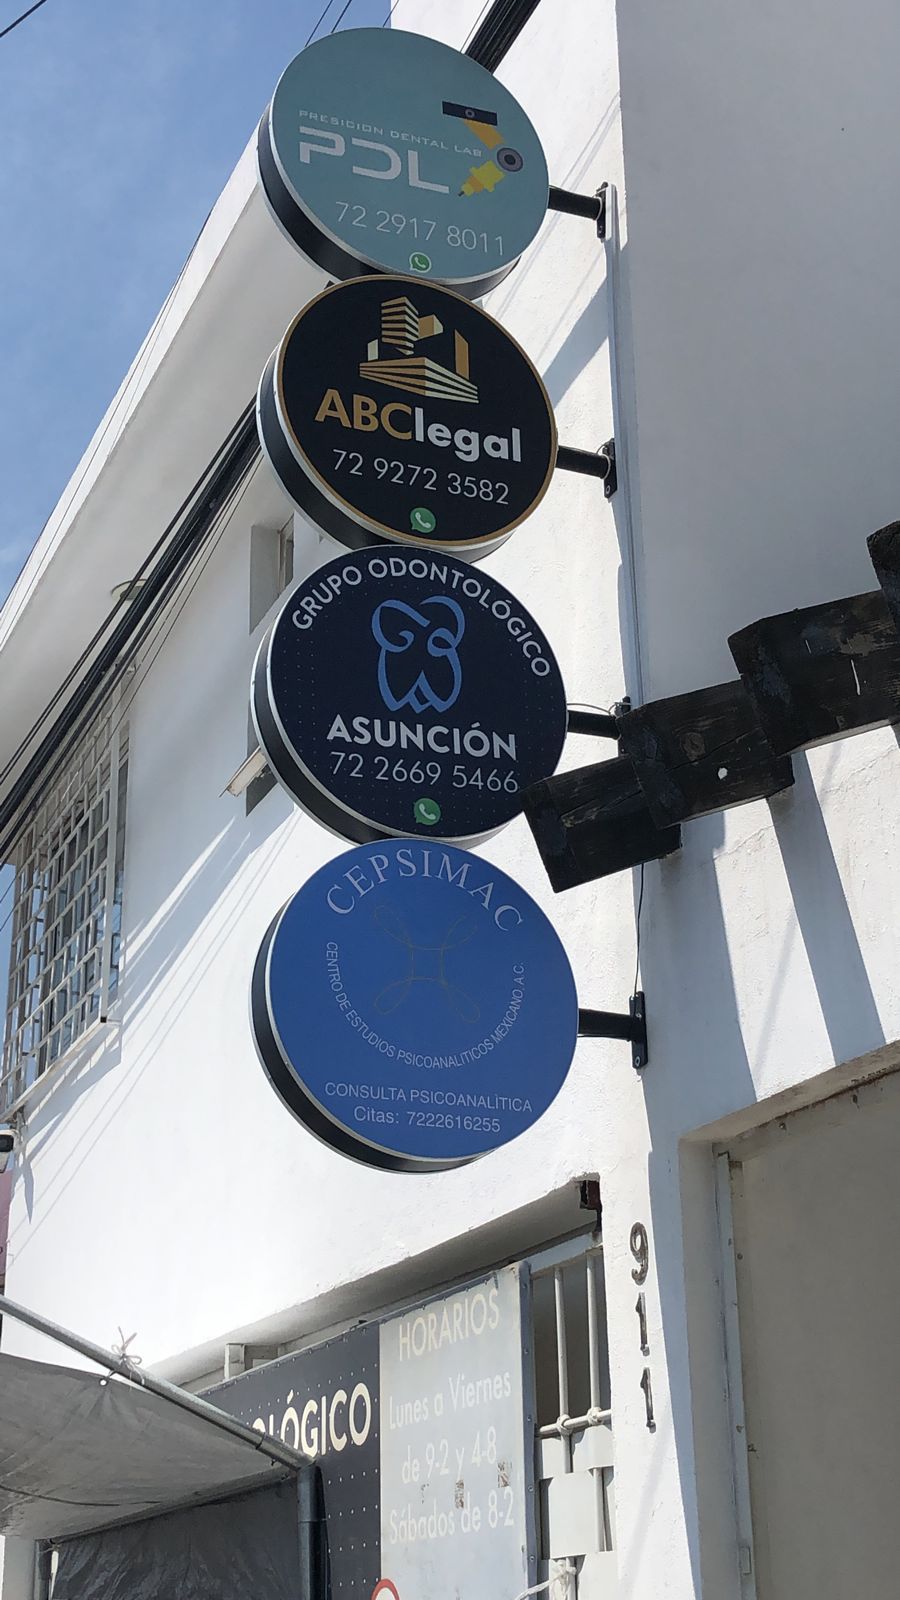 PRESICION DENTAL LAB
PDL
72 2917 8011
ABClegal
72 9272 3582
GRUPO ODONTOLÓGICO
ASUNCIÓN
72 2669 5466
CEPSIMAC
CENTRO DE ESTUDIOS PSICOANALITICOS MEXICANO, A.C.
CONSULTA PSICOANALÌTICA
Citas: 7222616255
911
HORARIOS
Lunes a Viernes
de 9-2 y 4-8
Sábados de 8-2
LÓGICO